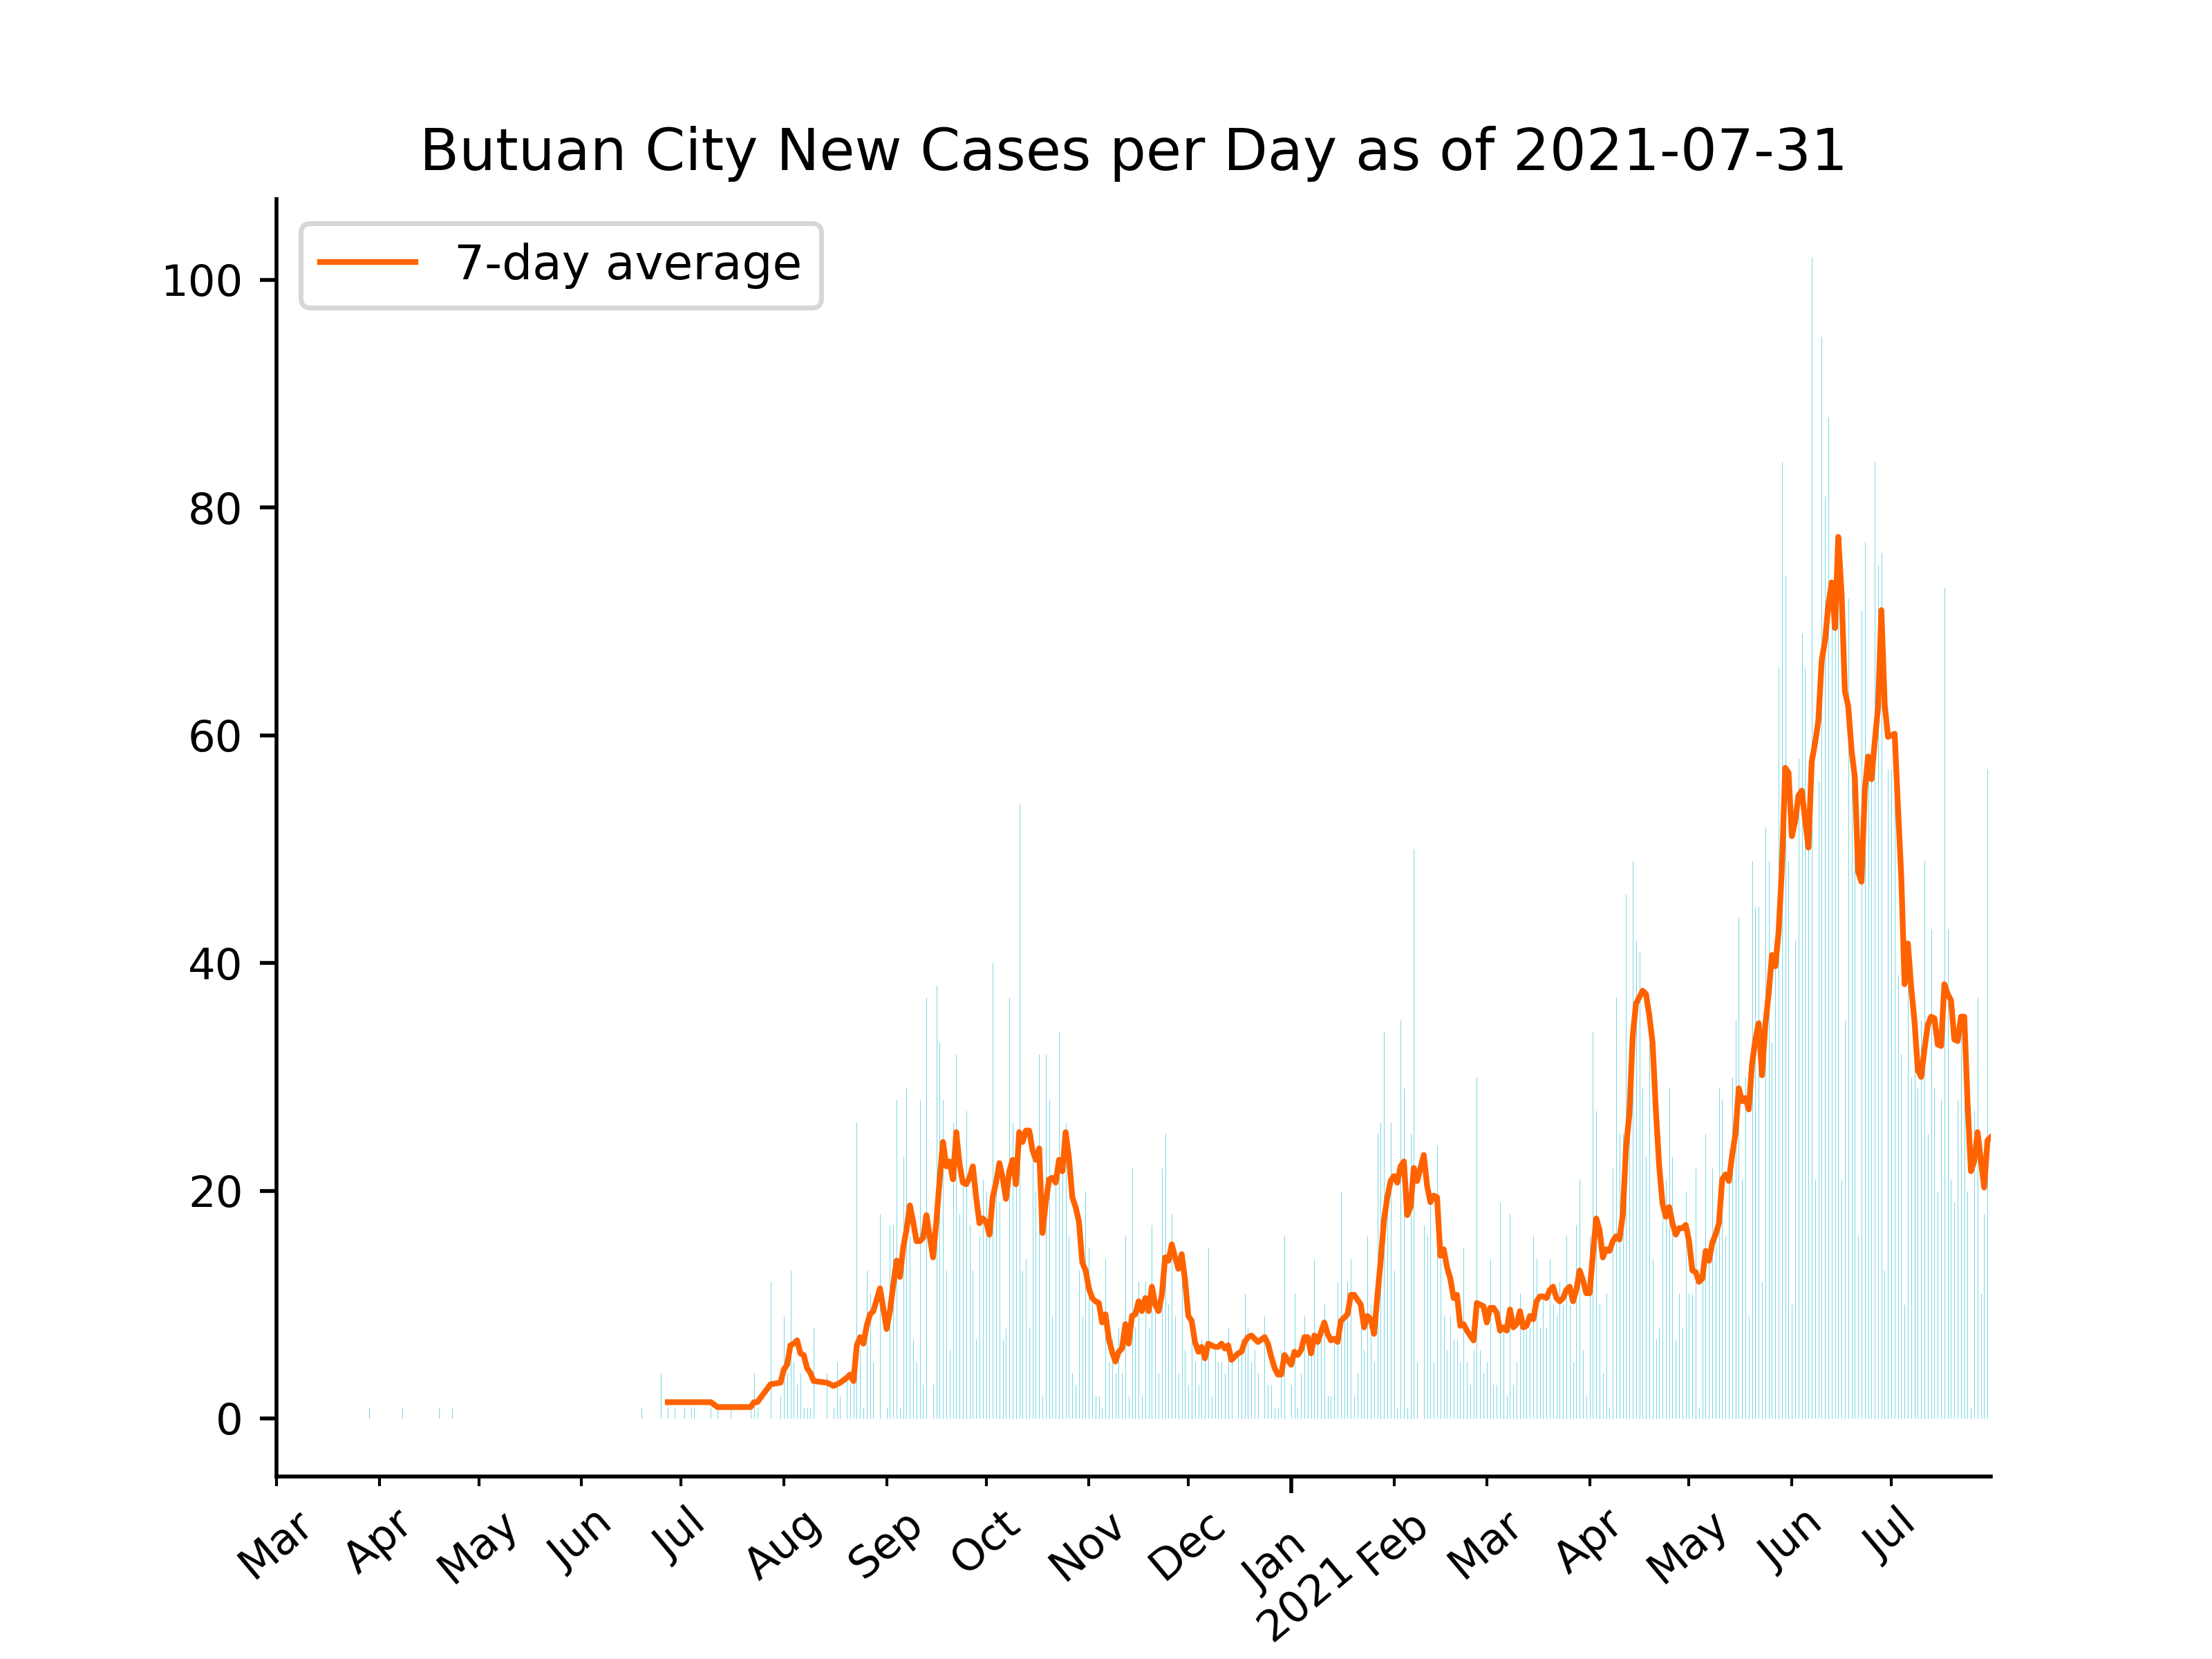 Butuan City New Cases per Day as of 2021-07-31
7-day average
100
80
60
40
20
0
Mar
Apr
May
Jun
Jul
Aug
Sep
Oct
Nov
Dec
Jan
2021
Feb
Mar
Apr
May
Jun
Jul